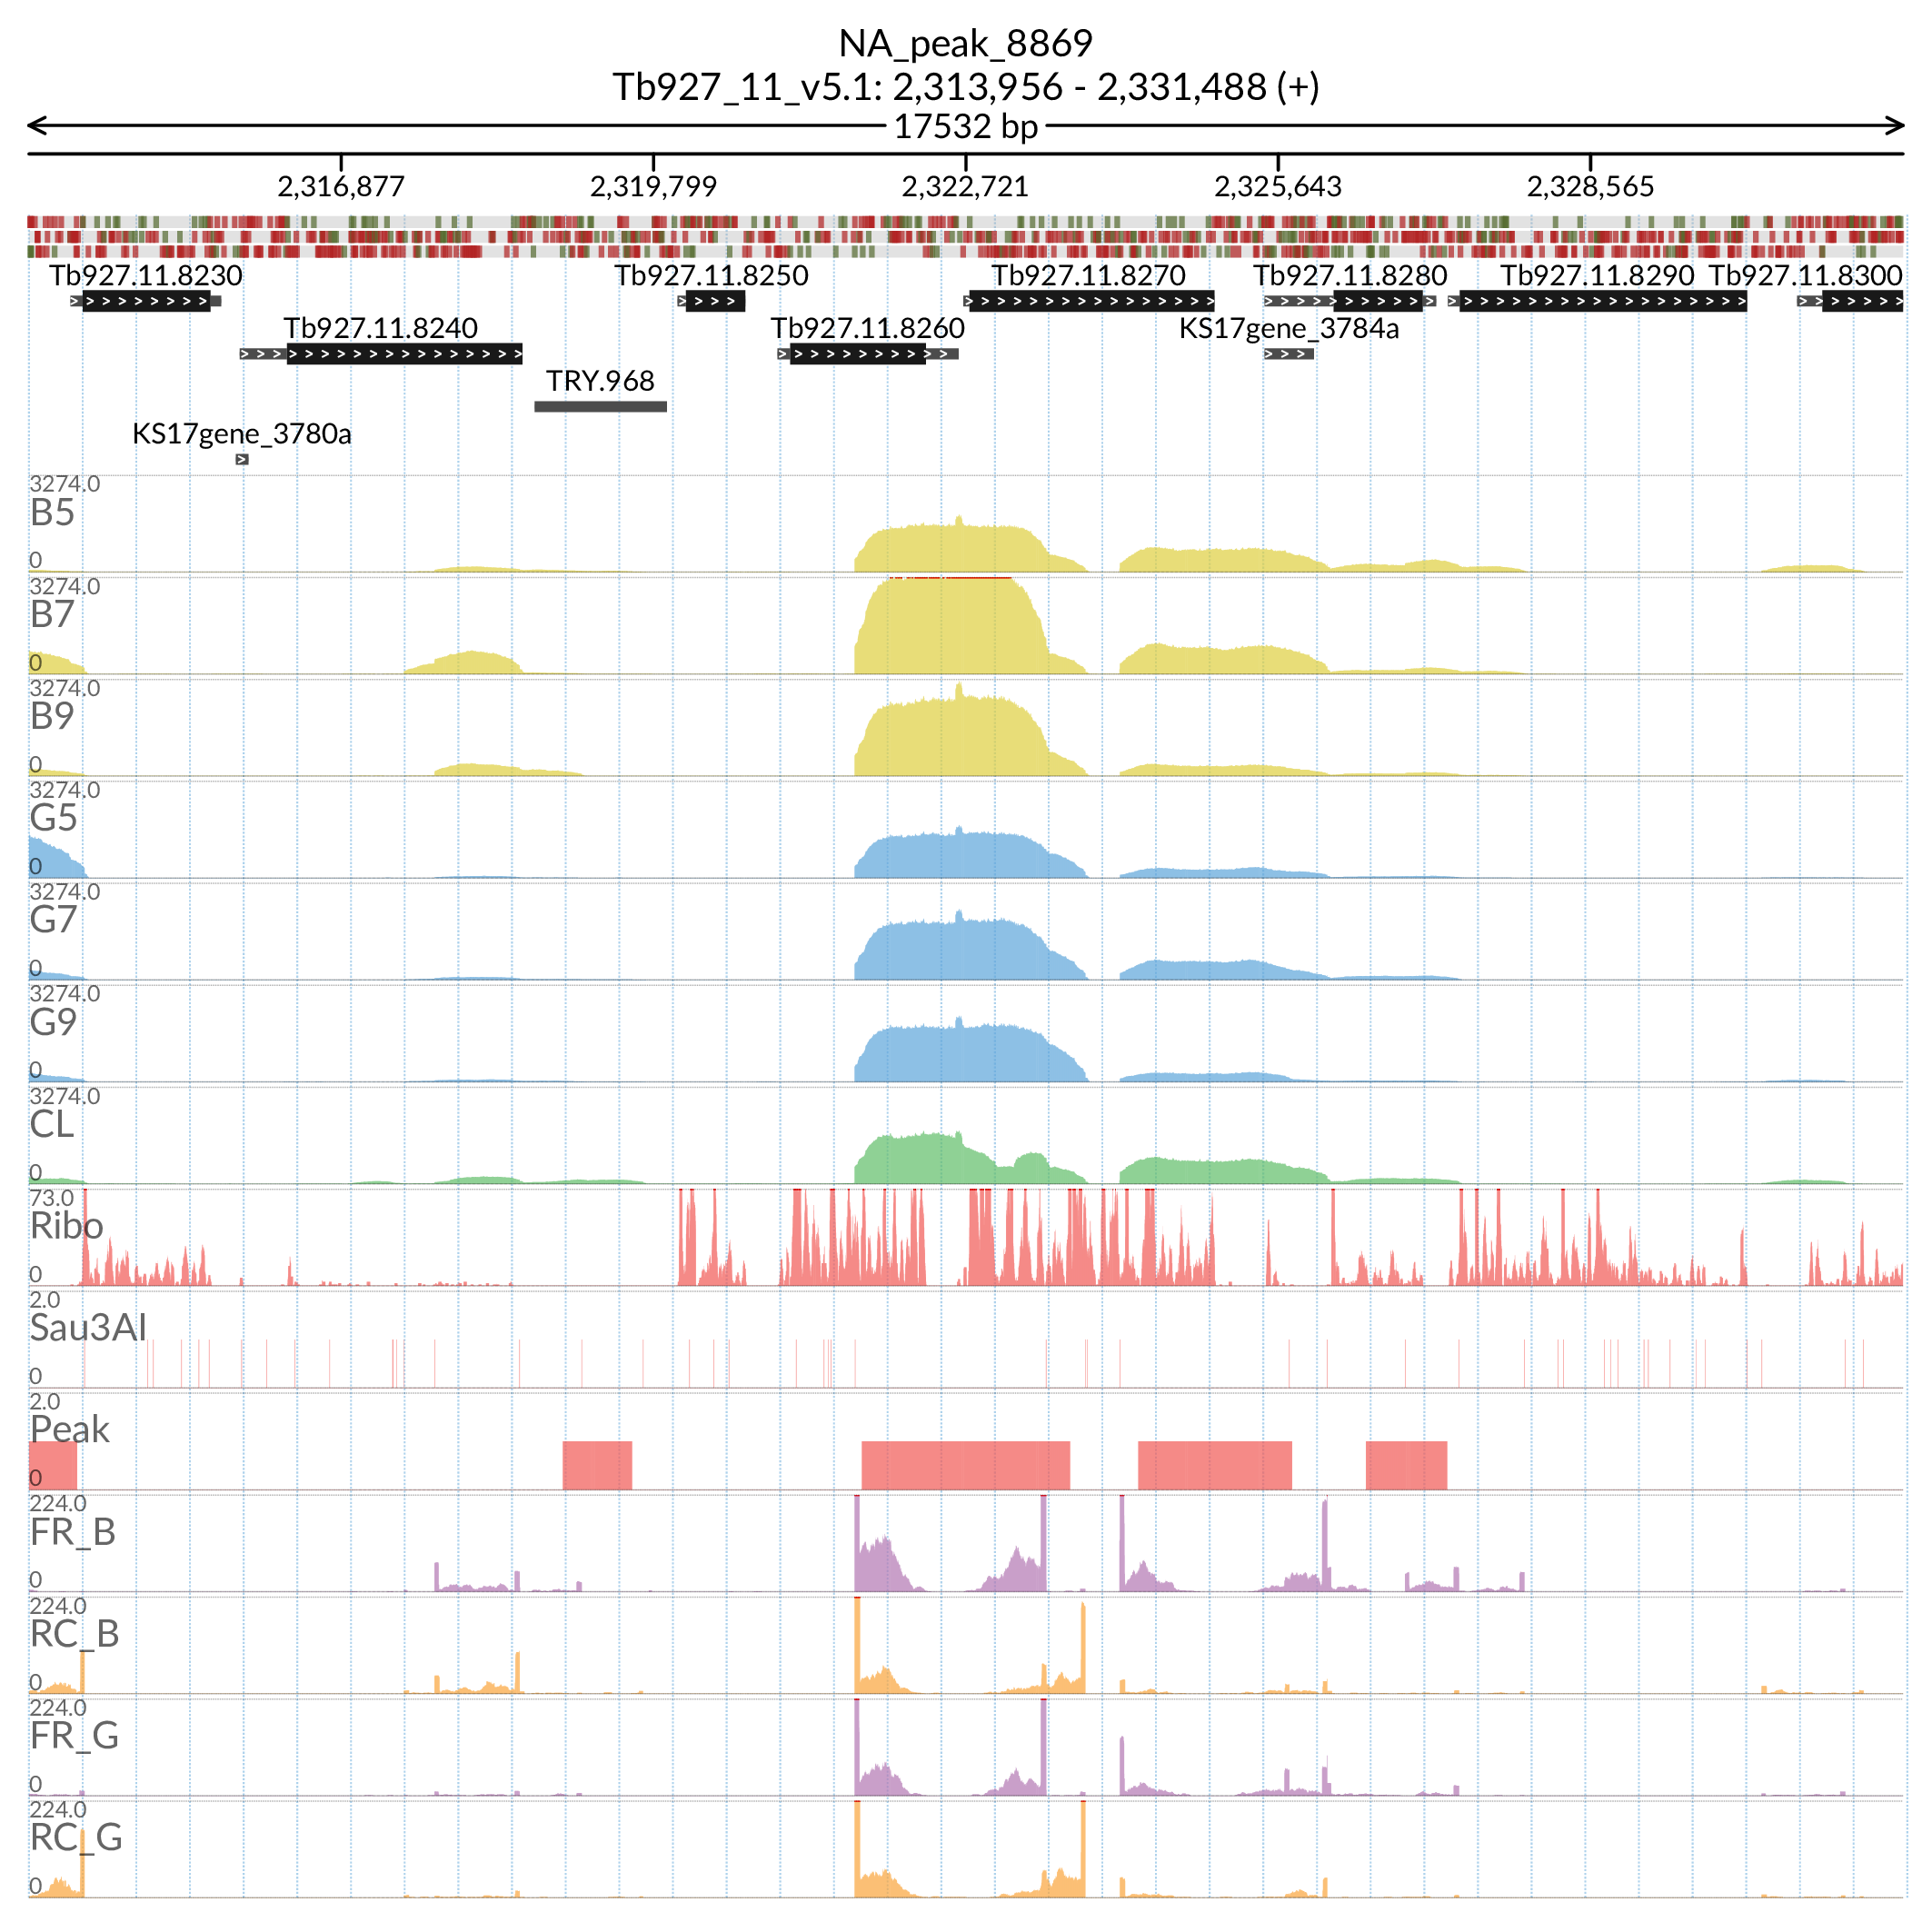 NA_peak_8869
Tb927_11_v5.1: 2,313,956 - 2,331,488 (+)
17532 bp
2,316,877 2,319,799 2,322,721 2,325,643 2,328,565
Tb927.11.8230 Tb927.11.8250 Tb927.11.8270 Tb927.11.8280 Tb927.11.8290 Tb927.11.8300
Tb927.11.8240 Tb927.11.8260 KS17gene_3784a
TRY.968
KS17gene_3780a
3274.0
B5
0
3274.0
B7
0
3274.0
B9
0
3274.0
G5
0
3274.0
G7
0
3274.0
G9
0
3274.0
CL
0
73.0
Ribo
0
2.0
Sau3AI
0
2.0
Peak
0
224.0
FR_B
0
224.0
RC_B
0
224.0
FR_G
0
224.0
RC_G
0